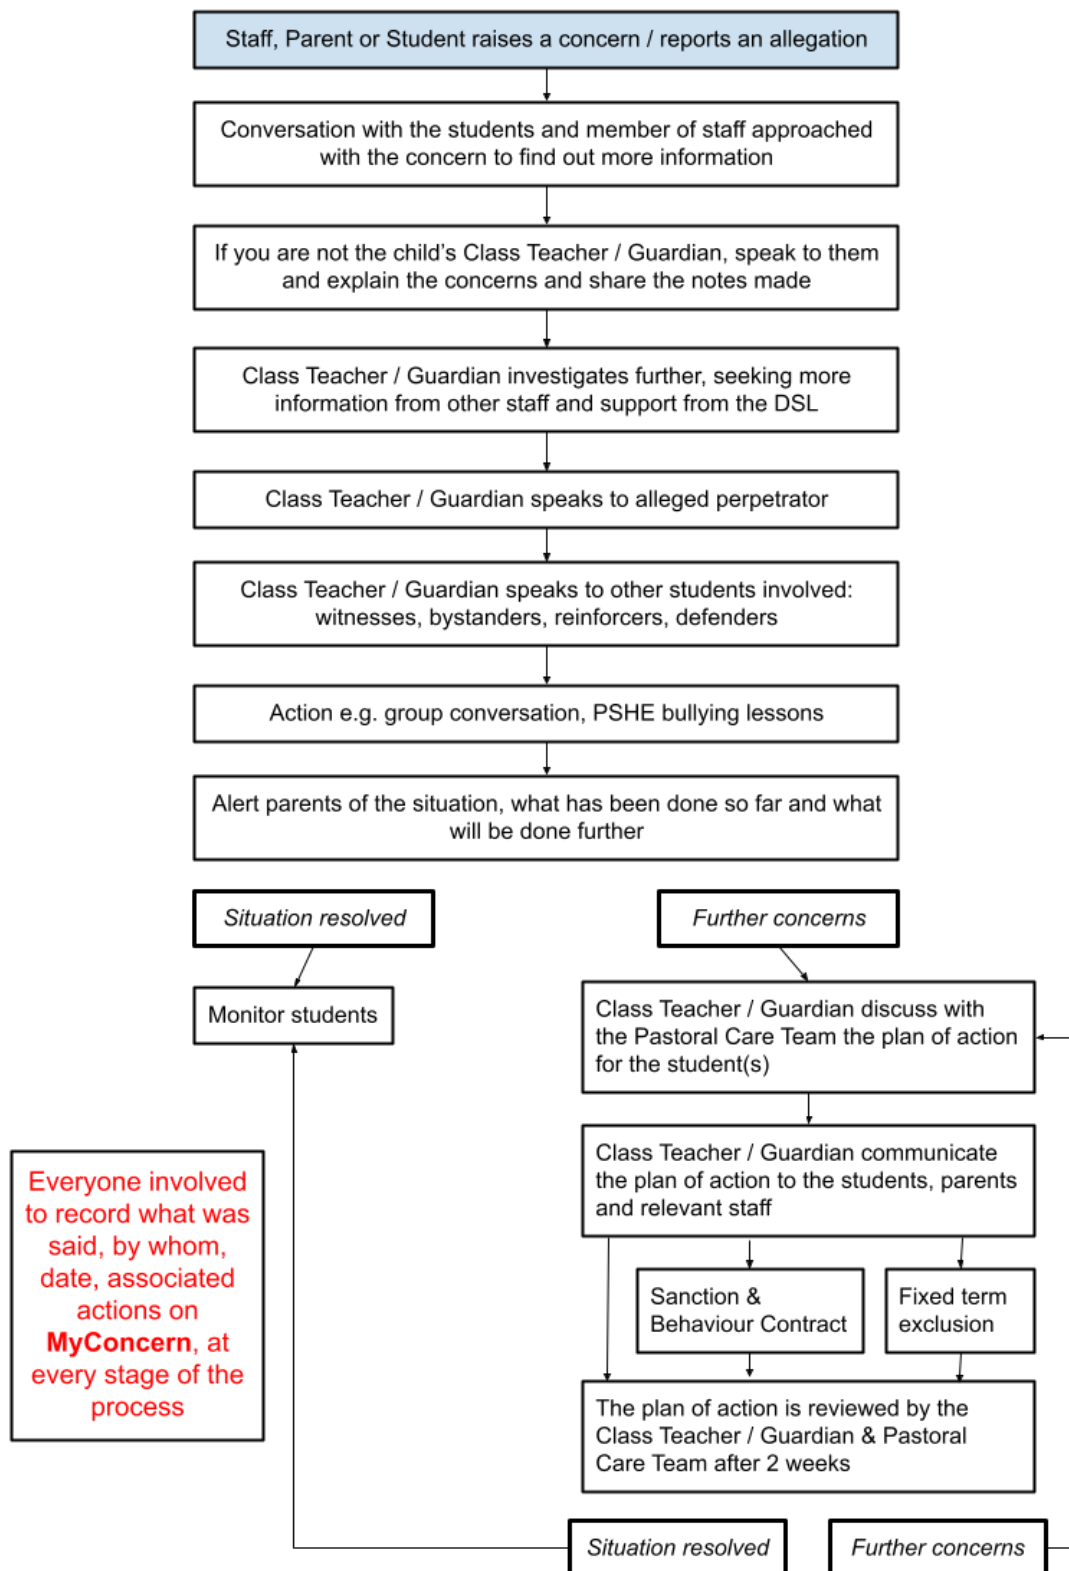 Staff, Parent or Student raises a concern / reports an allegation
Conversation with the students and member of staff approached
with the concern to find out more information
If you are not the child’s Class Teacher / Guardian, speak to them
and explain the concerns and share the notes made
Class Teacher / Guardian investigates further, seeking more
information from other staff and support from the DSL
Class Teacher / Guardian speaks to alleged perpetrator
Class Teacher / Guardian speaks to other students involved:
witnesses, bystanders, reinforcers, defenders
Action e.g. group conversation, PSHE bullying lessons
Alert parents of the situation, what has been done so far and what
will be done further
Situation resolved
Further concerns
Monitor students
Class Teacher / Guardian discuss with
the Pastoral Care Team the plan of action
for the student(s)
Class Teacher / Guardian communicate
the plan of action to the students, parents
and relevant staff
Everyone involved
to record what was
said, by whom,
date, associated
actions on
MyConcern, at
every stage of the
process
Sanction &
Behaviour Contract
Fixed term
exclusion
The plan of action is reviewed by the
Class Teacher / Guardian & Pastoral
Care Team after 2 weeks
Situation resolved
Further concerns